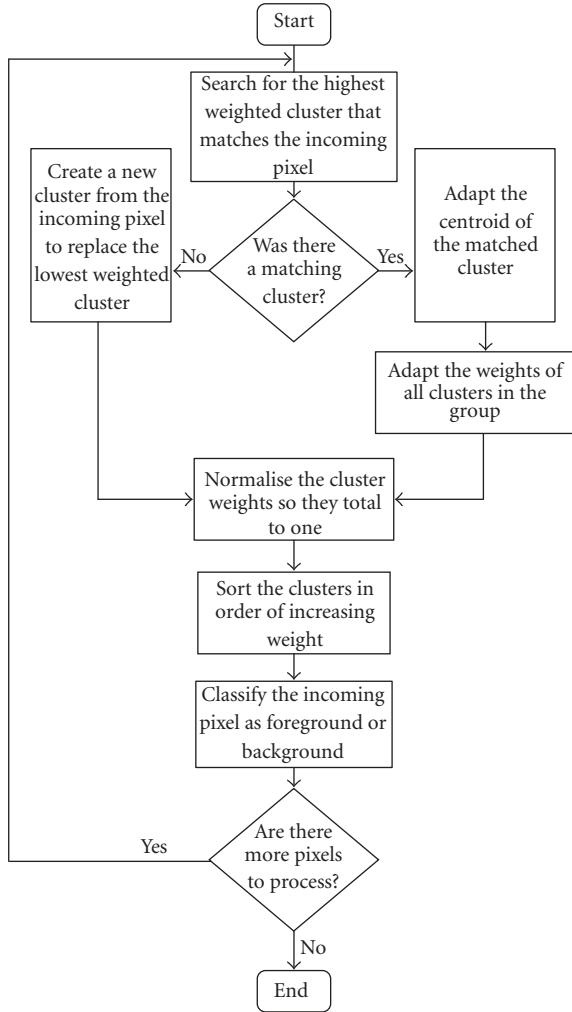 Start
Search for the highest
weighted cluster that
matches the incoming
pixel
Create a new
cluster from the
incoming pixel
to replace the
lowest weighted
cluster
No
Was there
a matching
cluster?
Yes
Adapt the
centroid of
the matched
cluster
Adapt the weights of
all clusters in the
group
Normalise the cluster
weights so they total
to one
Sort the clusters in
order of increasing
weight
Classify the incoming
pixel as foreground or
background
Yes
Are there
more pixels
to process?
No
End